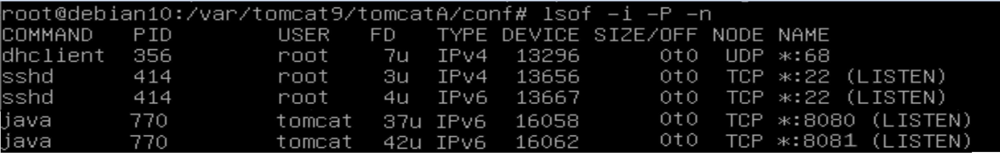 root@debian10:/var/tomcat9/tomcatA/conf# lsof -i -P -n
COMMAND PID USER FD TYPE DEVICE SIZE/OFF NODE NAME
dhclient 356 root 7u IPv4 13296 0t0 UDP *:68
sshd 414 root 3u IPv4 13656 0t0 TCP *:22 (LISTEN)
sshd 414 root 4u IPv6 13667 0t0 TCP *:22 (LISTEN)
java 770 tomcat 37u IPv6 16058 0t0 TCP *:8080 (LISTEN)
java 770 tomcat 42u IPv6 16062 0t0 TCP *:8081 (LISTEN)